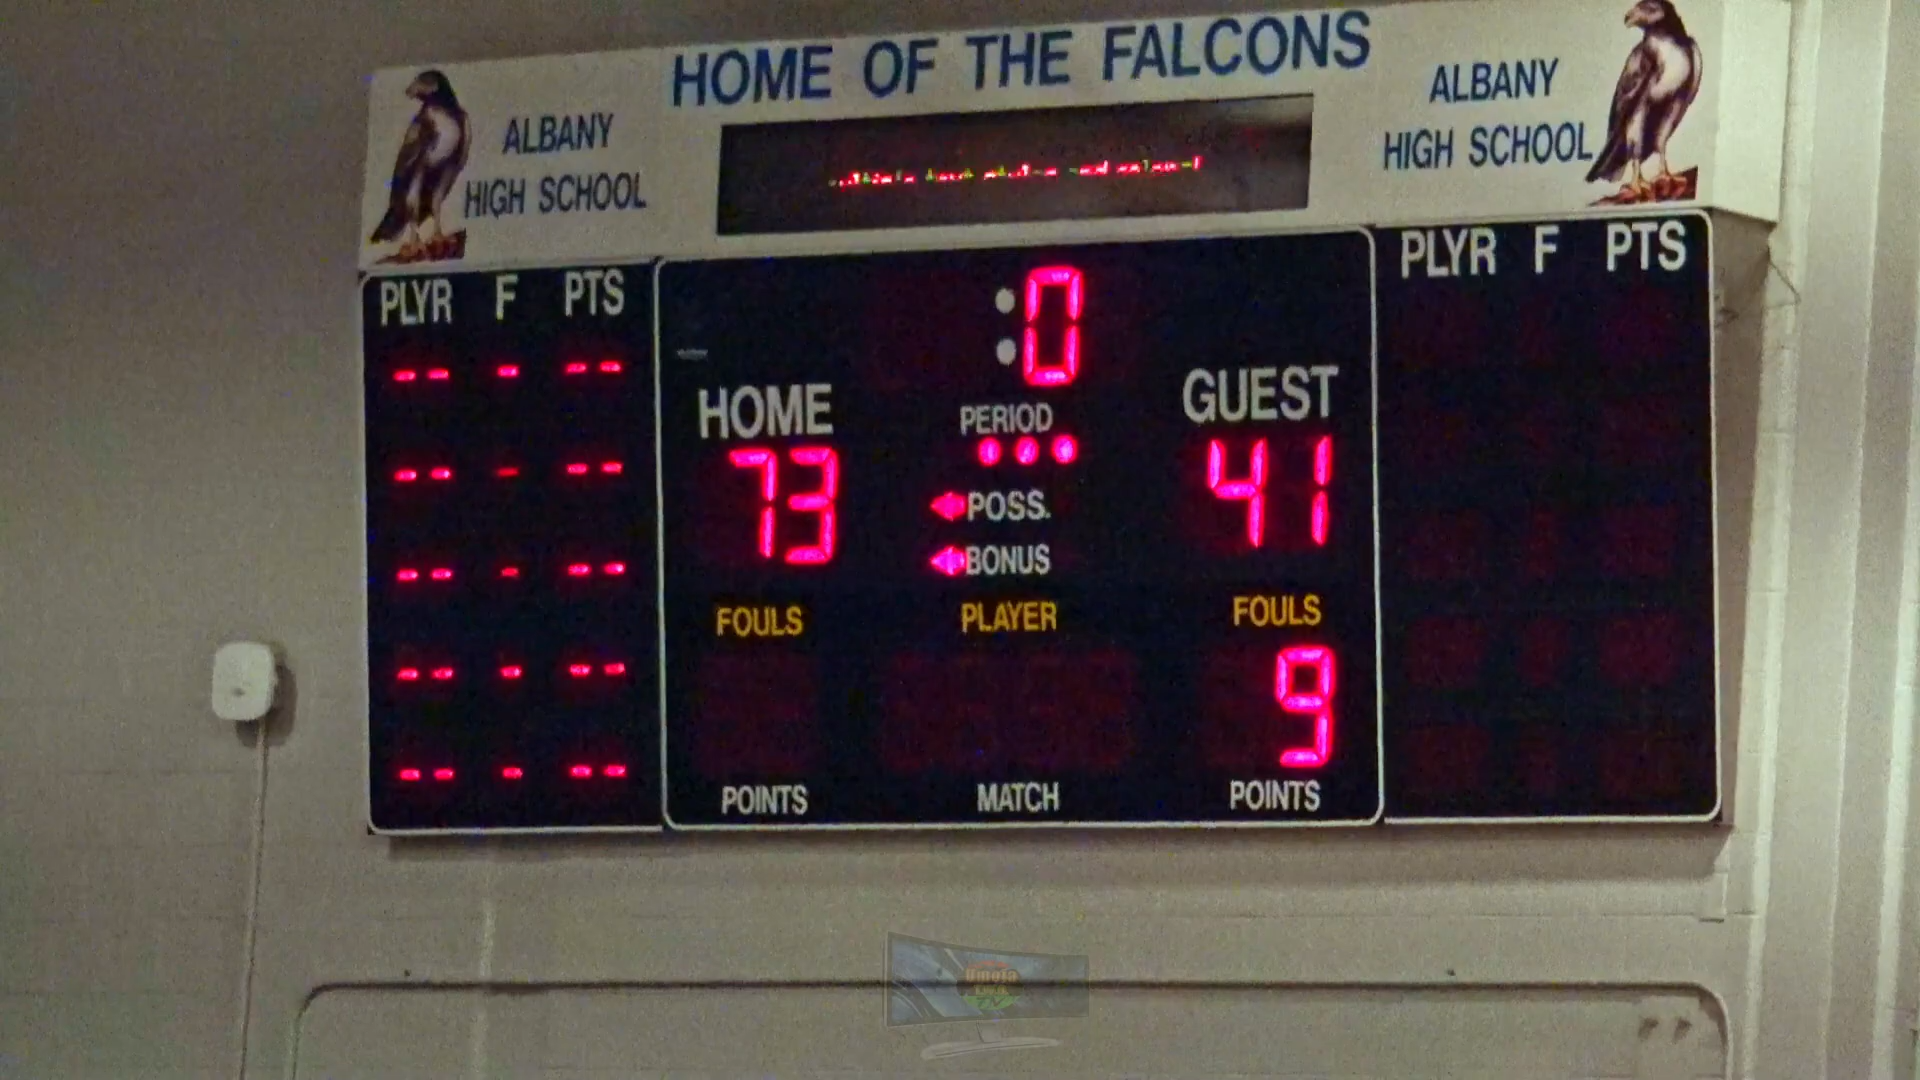 HOME OF THE FALCONS
ALBANY
HIGH SCHOOL
ALBANY
HIGH SCHOOL
PLYR F PTS
-- - --
-- - --
-- - --
-- - --
-- - --
:0
HOME
73
PERIOD
POSS.
BONUS
GUEST
41
FOULS
PLAYER
FOULS
9
POINTS
MATCH
POINTS
PLYR F PTS
TV